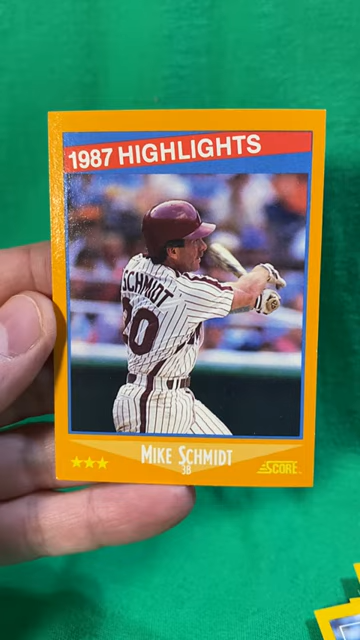 1987 HIGHLIGHTS
SCHMIDT
20
MIKE SCHMIDT
3B
SCORE